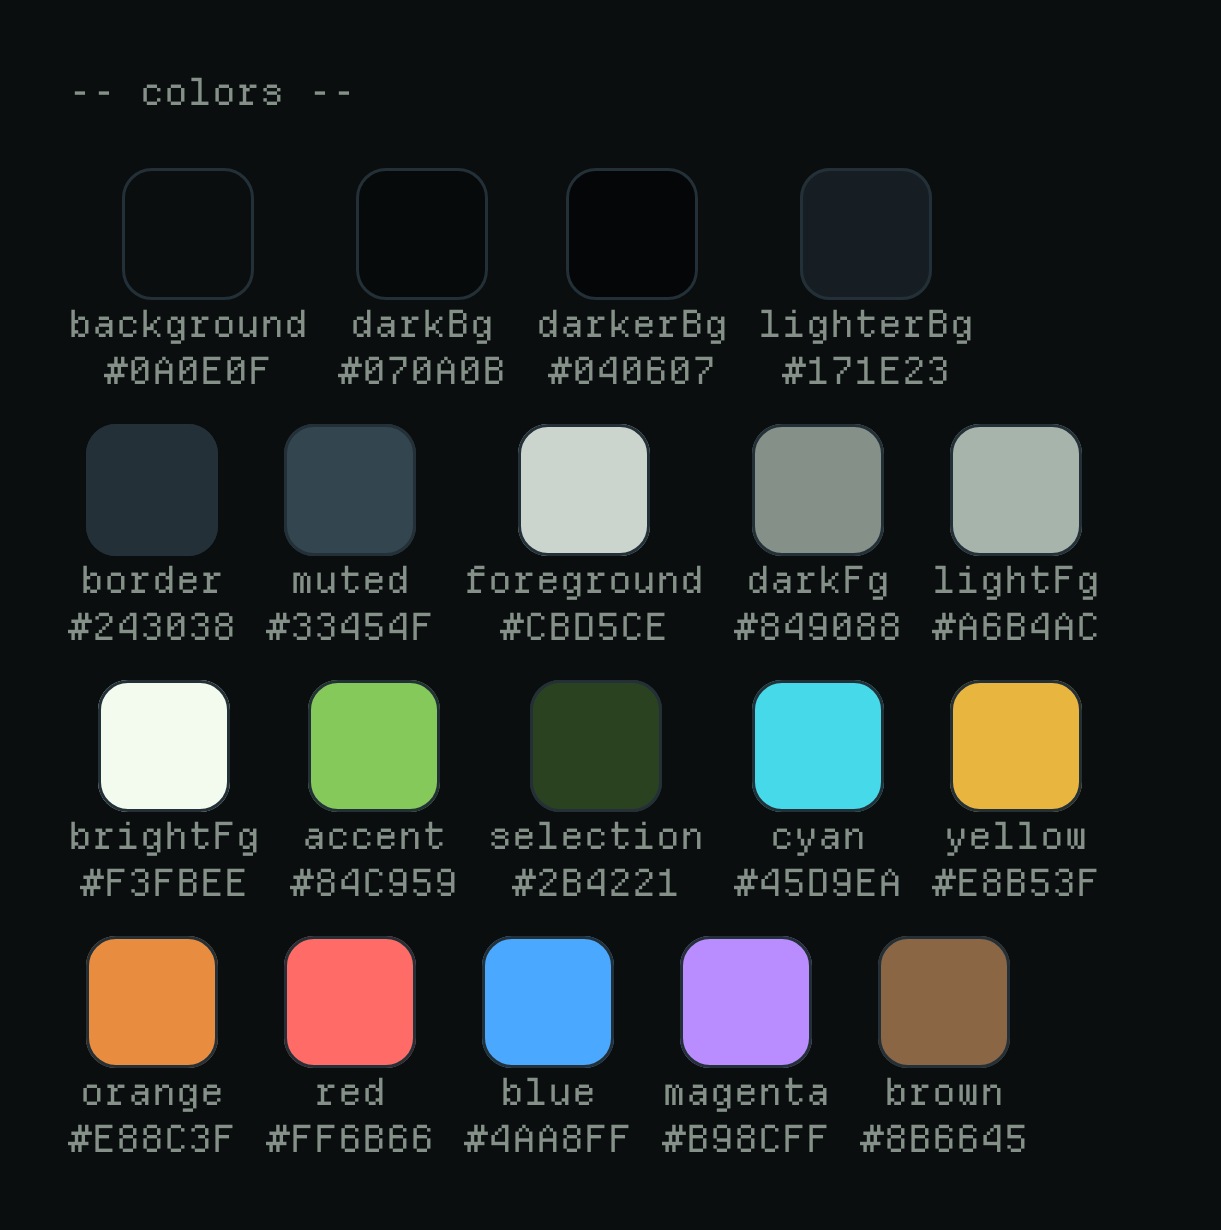 -- colors --
background darkBg darkerBg lighterBg
#0A0E0F #070A0B #040607 #171E23
border muted foreground darkFg lightFg
#243038 #33454F #CBD5CE #849088 #A6B4AC
brightFg accent selection cyan yellow
#F3FBEE #84C959 #2B4221 #45D9EA #E8B53F
orange red blue magenta brown
#E88C3F #FF6B66 #4AA8FF #B98CFF #8B6645